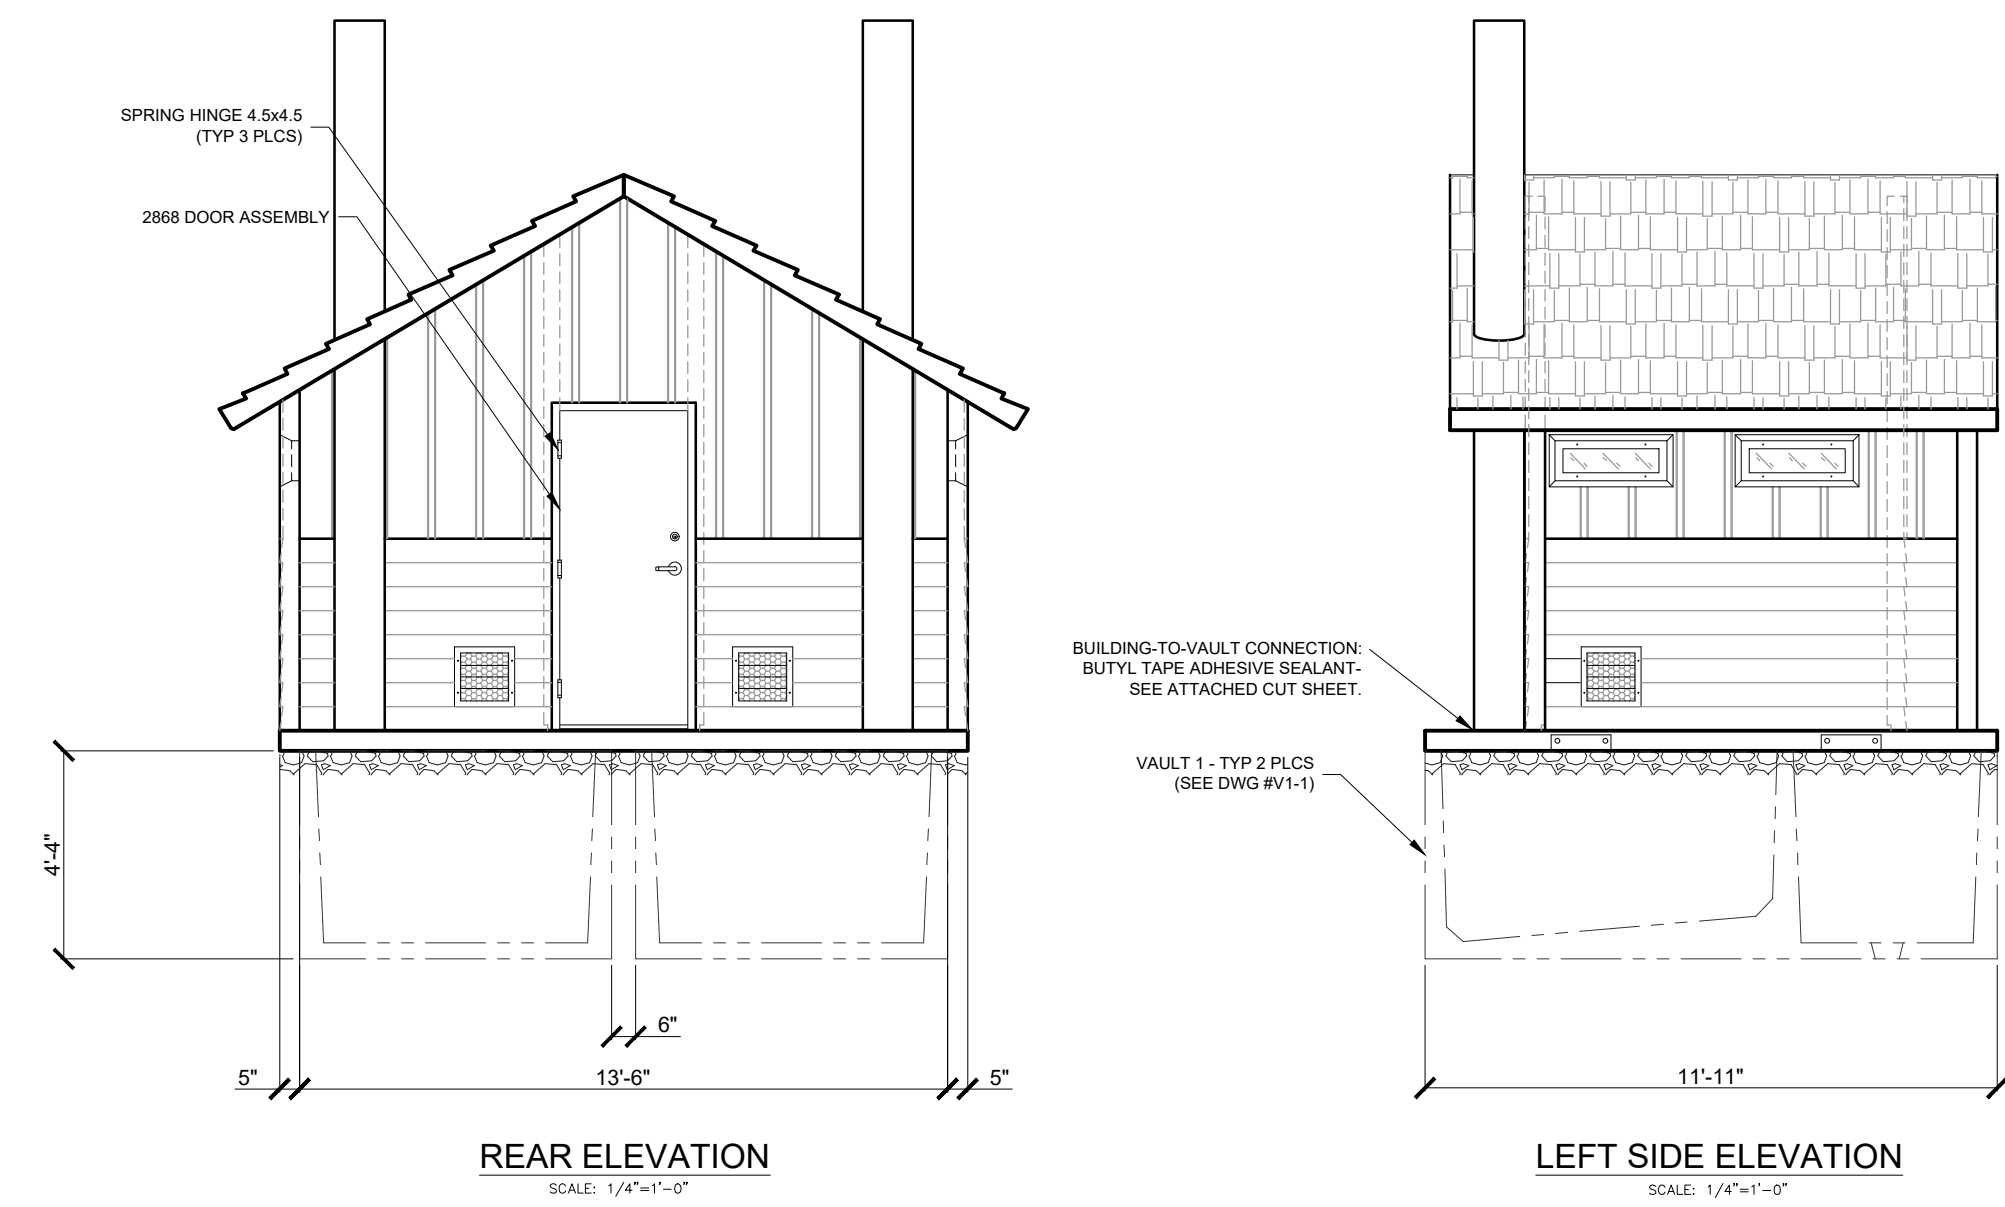 SPRING HINGE 4.5x4.5
(TYP 3 PLCS)
2868 DOOR ASSEMBLY
4'-4"
6"
5"
13'-6"
5"
REAR ELEVATION
SCALE: 1/4"=1'-0"
BUILDING-TO-VAULT CONNECTION:
BUTYL TAPE ADHESIVE SEALANT-
SEE ATTACHED CUT SHEET.
VAULT 1 - TYP 2 PLCS
(SEE DWG #V1-1)
11'-11"
LEFT SIDE ELEVATION
SCALE: 1/4"=1'-0"